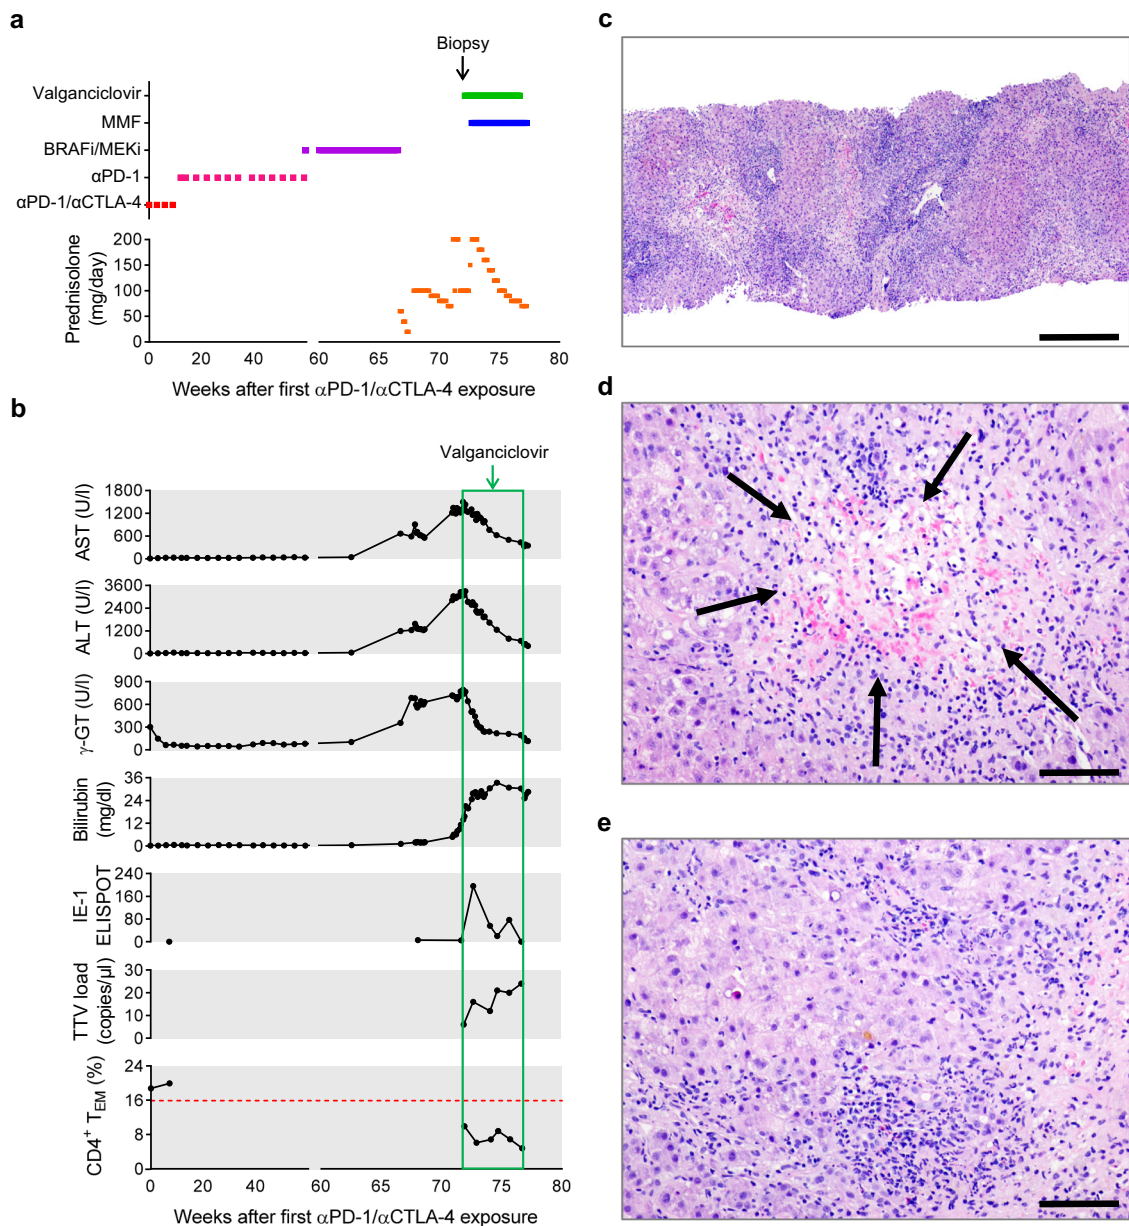 a
Biopsy
Valganciclovir
MMF
BRAFi/MEKi
αPD-1
αPD-1/αCTLA-4
200
150
100
50
0
Prednisolone
(mg/day)
0 20 40 60 65 70 75 80
Weeks after first αPD-1/αCTLA-4 exposure
b
Valganciclovir
1800
1200
600
0
AST (U/l)
3600
2400
1200
0
ALT (U/l)
900
600
300
0
γ-GT (U/l)
36
24
12
0
Bilirubin
(mg/dl)
240
160
80
0
IE-1
ELISPOT
30
20
10
0
TTV load
(copies/µl)
24
16
8
0
CD4+ TEM (%)
0 20 40 60 65 70 75 80
Weeks after first αPD-1/αCTLA-4 exposure
c
d
e